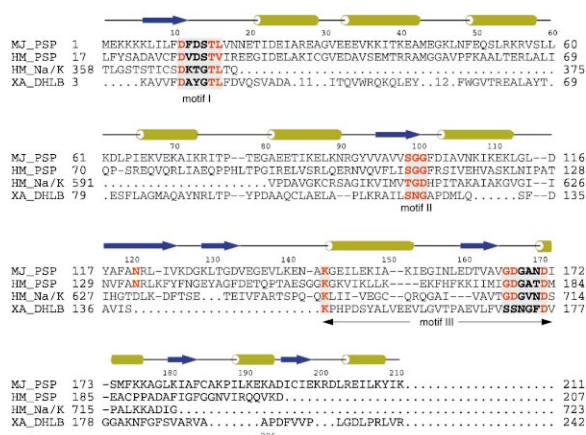 10 20 30 40 50
MJ_PSP 1 MEKKKKLILFDFDSTLVNNETIDEIAREAGVEEEVKKITKEAMEGKLNFEQSLRKRVSLL 60
HM_PSP 17 LFYSADAVCFDVDSTVIREEGIDELAKICGVEDAVSEMTRRAMGGAVPFKAALTERLALI 69
HM_Na/K 358 TLGSTSTICSDKTGTLTQ.......................................... 375
XA_DHLB 3 ....KAVVFDAYGTLFDVQSVADA.11..ITQVWRQKQLEY...12.FWGVTREALAYT.... 69
motif I
60 70 80 90 100 110
MJ_PSP 61 KDLPIEKVEKAIKRITP--TEGAEETIKELKNRGYVVAVVSGGFDIAVNKIKEKLGL--D 116
HM_PSP 70 QPSREQVQRLIAEQPPHLTPGIRELVSRLQERNVQVFLISGGFRSIVEHVASKLNIPAT 128
HM_Na/K 591 ....................VPDAVGKCRSAGIKVIMVTGDHPITAKAIAKGVGI-I 626
XA_DHLB 79 ESFLAGMAQAYNRLTP--YPDAAQCLAELA--PLKRAILSNGAPDMLQ......SF--D 135
motif II
120 130 140 150 160 170
MJ_PSP 117 YAFANRL-IVKDGKLTGDVEGEVLKEN-AKGEILEKIA--KIEGINLEDTVAVGDGANDI 172
HM_PSP 129 NVFANRLKFYFNGEYAGFDETQPTAESGGKGKVIKLLK---EKFHFKKIIMIGDGATDM 184
HM_Na/K 627 IHGTDLK-DFTSE...TEIVFARTSPQ-QKLII-VEGC--QRQGAI-VAVTGDGVNDS 714
XA_DHLB 136 AVIS....................KPHPDSYALVEEVLGVTPAEVLFVSSNGFDV 177
motif III
180 190 200 210
MJ_PSP 173 -SMFKKAGLKIAFCAKPILKEKADICIEKRDLREILKYIK................... 211
HM_PSP 185 -EACPPADAFIGFGGNVIRQQVKD................................... 207
HM_Na/K 715 -PALKKADIG................................................. 723
XA_DHLB 178 GGAKNFGFSVARVA.....APDFVVP..LGDLPRLVR...................... 242